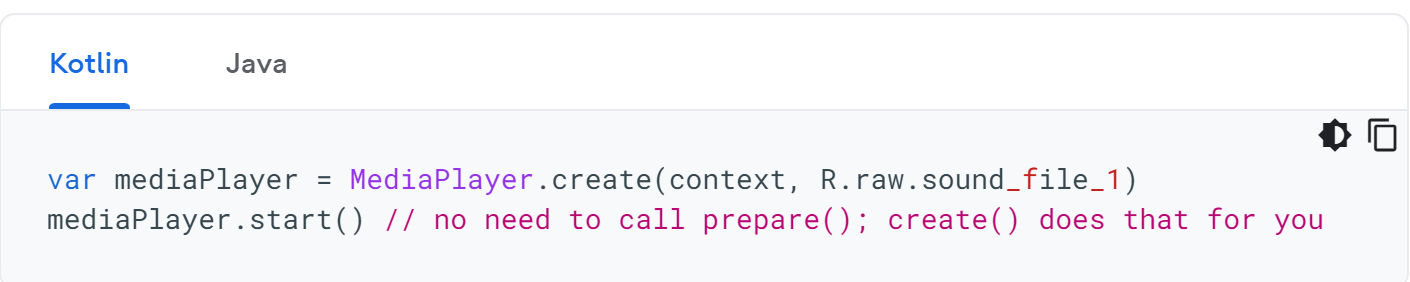 Kotlin Java
var mediaPlayer = MediaPlayer.create(context, R.raw.sound_file_1)
mediaPlayer.start() // no need to call prepare(); create() does that for you